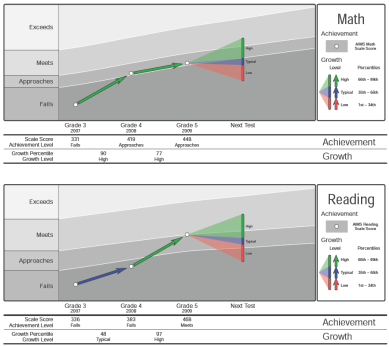 Exceeds
Meets
Approaches
Falls
High
Typical
Low
Math
Achievement
AIMS Math
Scale Score
Growth
Level Percentiles
High 66th - 99th
Typical 35th - 65th
Low 1st - 34th
Grade 3 Grade 4 Grade 5 Next Test
2007 2008 2009
Scale Score 331 419 448
Achievement Level Falls Approaches Approaches
Achievement
Growth Percentile 90 77
Growth Level High High
Growth
Exceeds
Meets
Approaches
Falls
High
Typical
Low
Reading
Achievement
AIMS Reading
Scale Score
Growth
Level Percentiles
High 66th - 99th
Typical 35th - 65th
Low 1st - 34th
Grade 3 Grade 4 Grade 5 Next Test
2007 2008 2009
Scale Score 336 383 468
Achievement Level Falls Falls Meets
Achievement
Growth Percentile 48 97
Growth Level Typical High
Growth